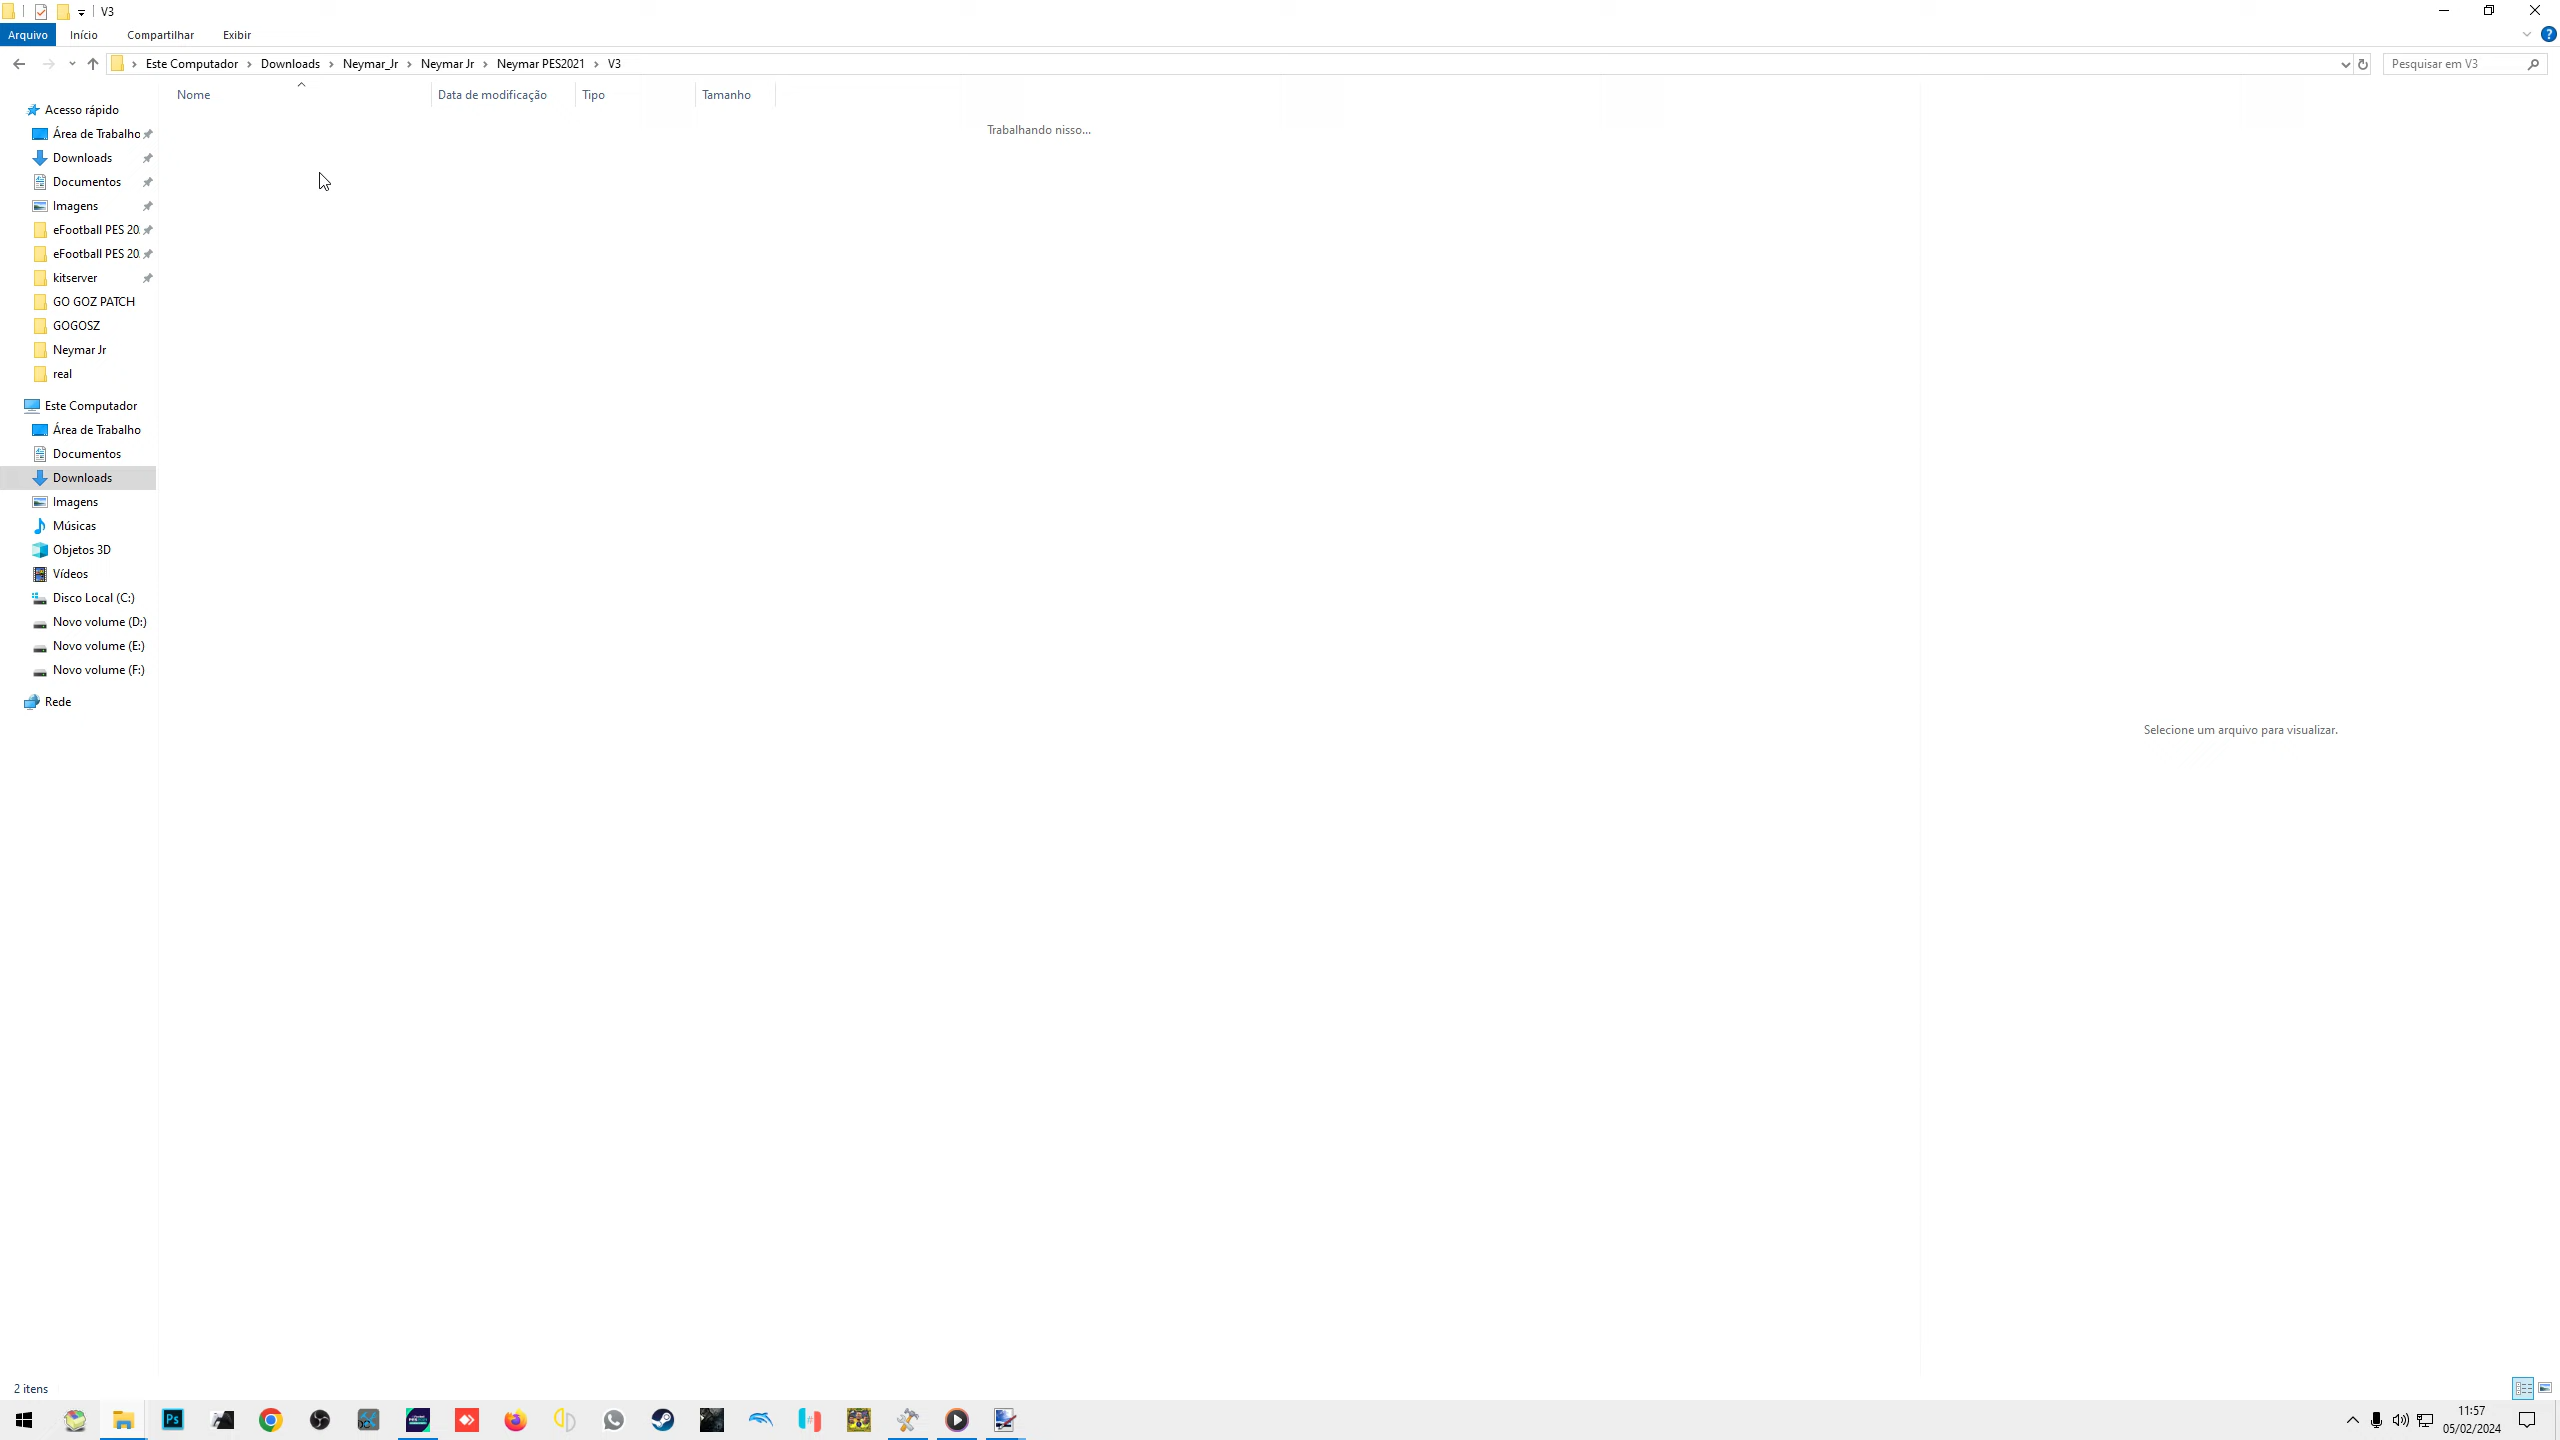 V3
Arquivo Início Compartilhar Exibir
Este Computador Downloads Neymar_Jr Neymar Jr Neymar PES2021 V3
Pesquisar em V3
Nome Data de modificação Tipo Tamanho
Trabalhando nisso...
Acesso rápido
Área de Trabalho
Downloads
Documentos
Imagens
eFootball PES 20
eFootball PES 20
kitserver
GO GOZ PATCH
GOGOSZ
Neymar Jr
real
Este Computador
Área de Trabalho
Documentos
Downloads
Imagens
Músicas
Objetos 3D
Vídeos
Disco Local (C:)
Novo volume (D:)
Novo volume (E:)
Novo volume (F:)
Rede
Selecione um arquivo para visualizar.
2 itens
Ps
11:57
05/02/2024